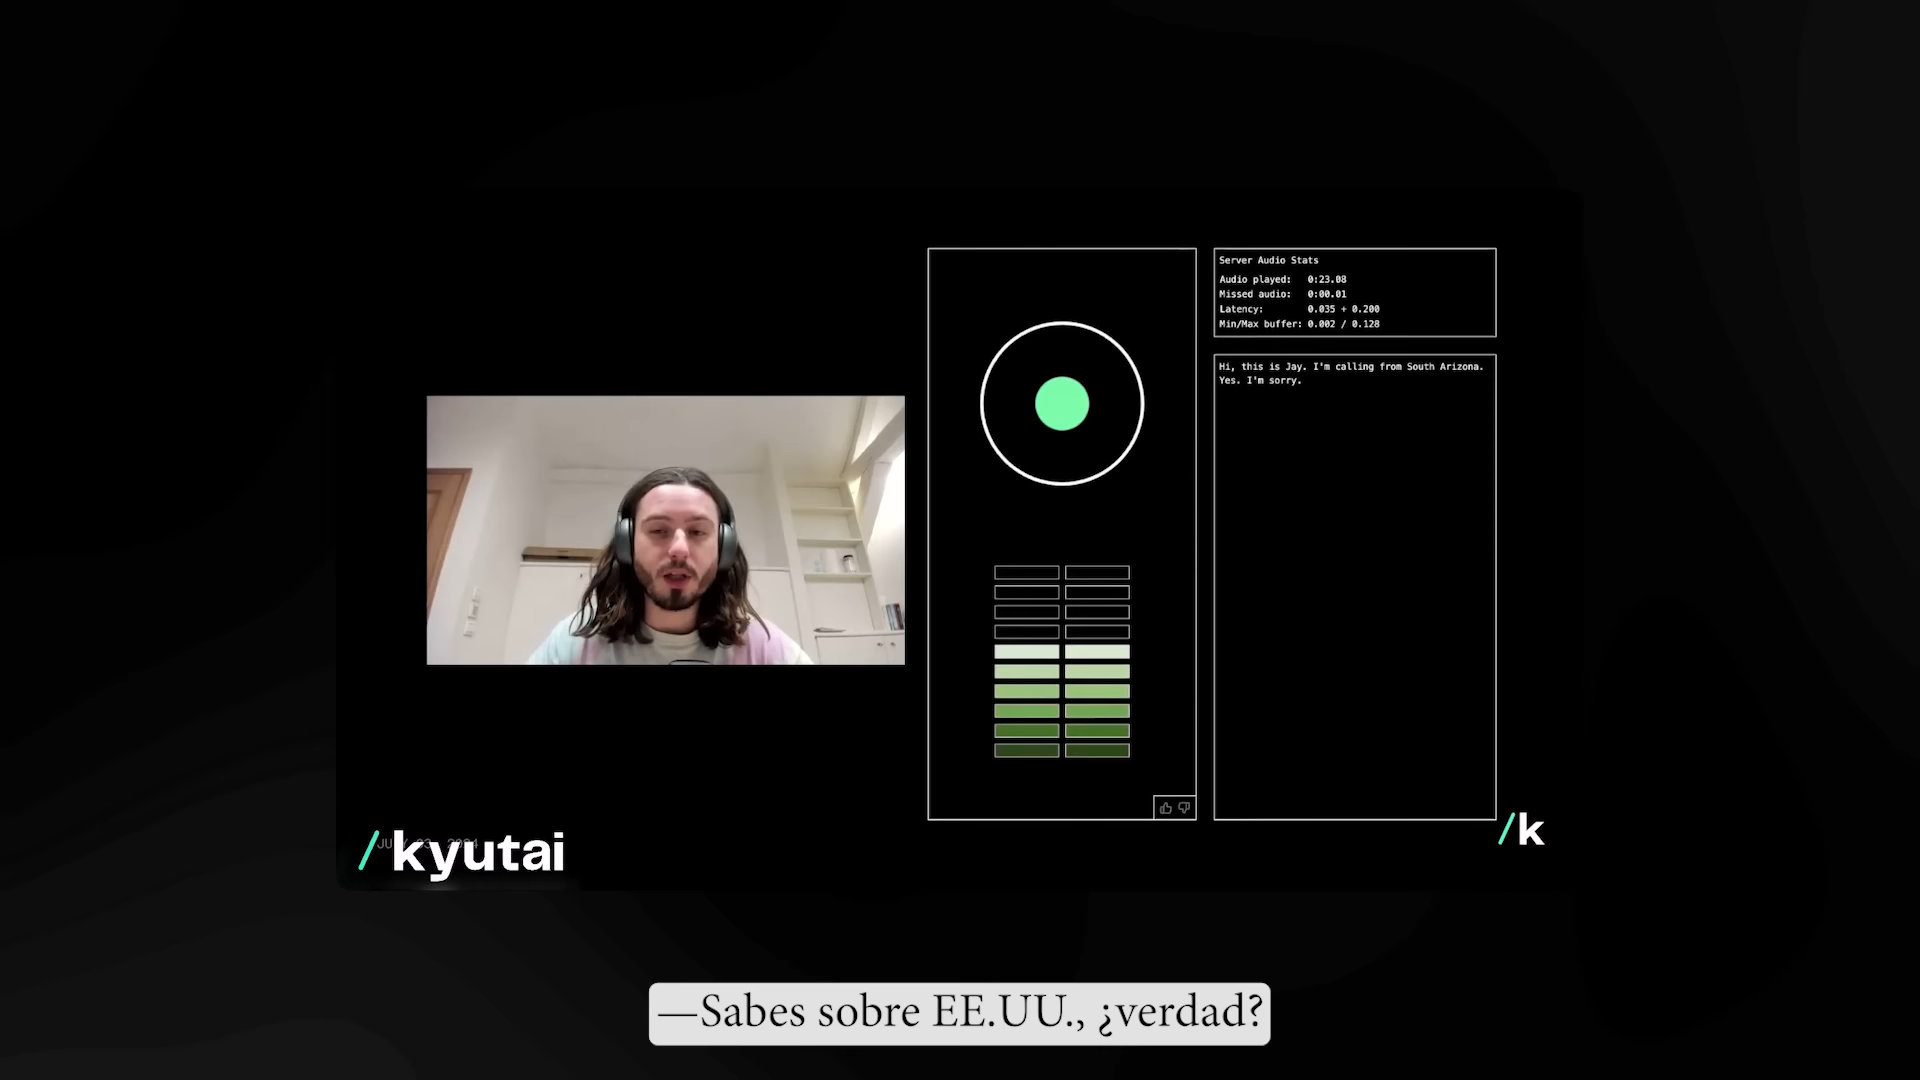 Server Audio Stats
Audio played: 0:23.08
Missed audio: 0:00.01
Latency: 0.035 + 0.200
Min/Max buffer: 0.002 / 0.128
Hi, this is Jay. I'm calling from South Arizona.
Yes. I'm sorry.
/kyutai
/k
—Sabes sobre EE.UU., ¿verdad?